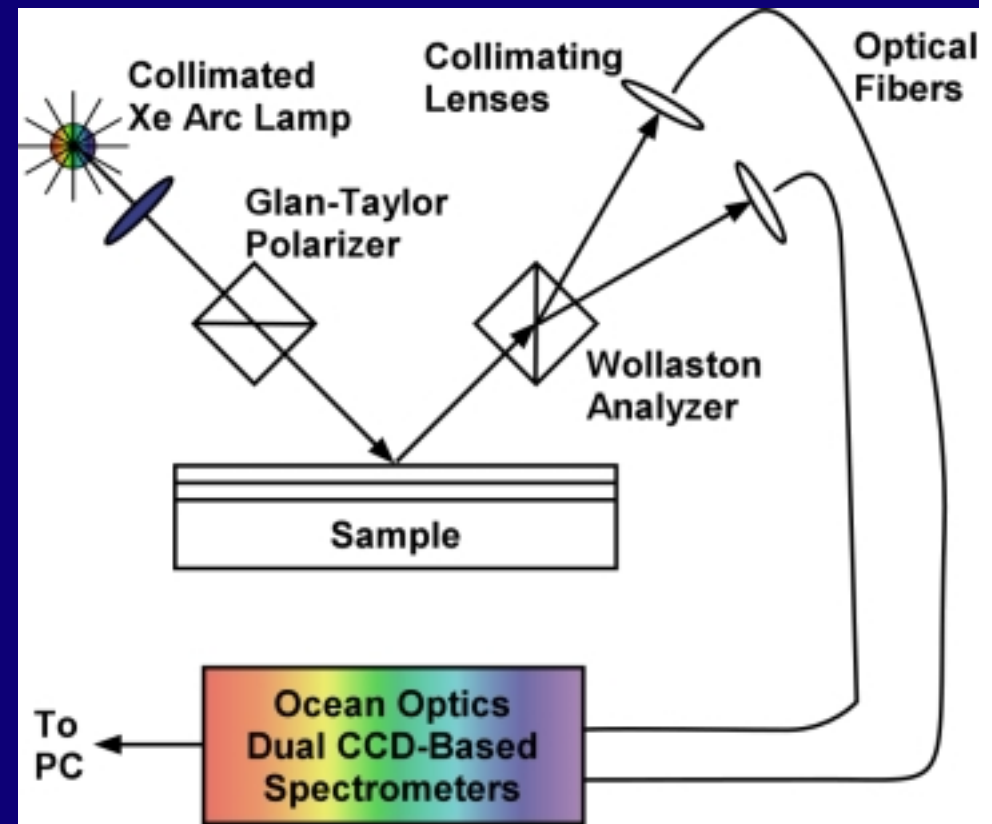 Collimated
Xe Arc Lamp
Collimating
Lenses
Optical
Fibers
Glan-Taylor
Polarizer
Wollaston
Analyzer
Sample
Ocean Optics
Dual CCD-Based
Spectrometers
To
PC